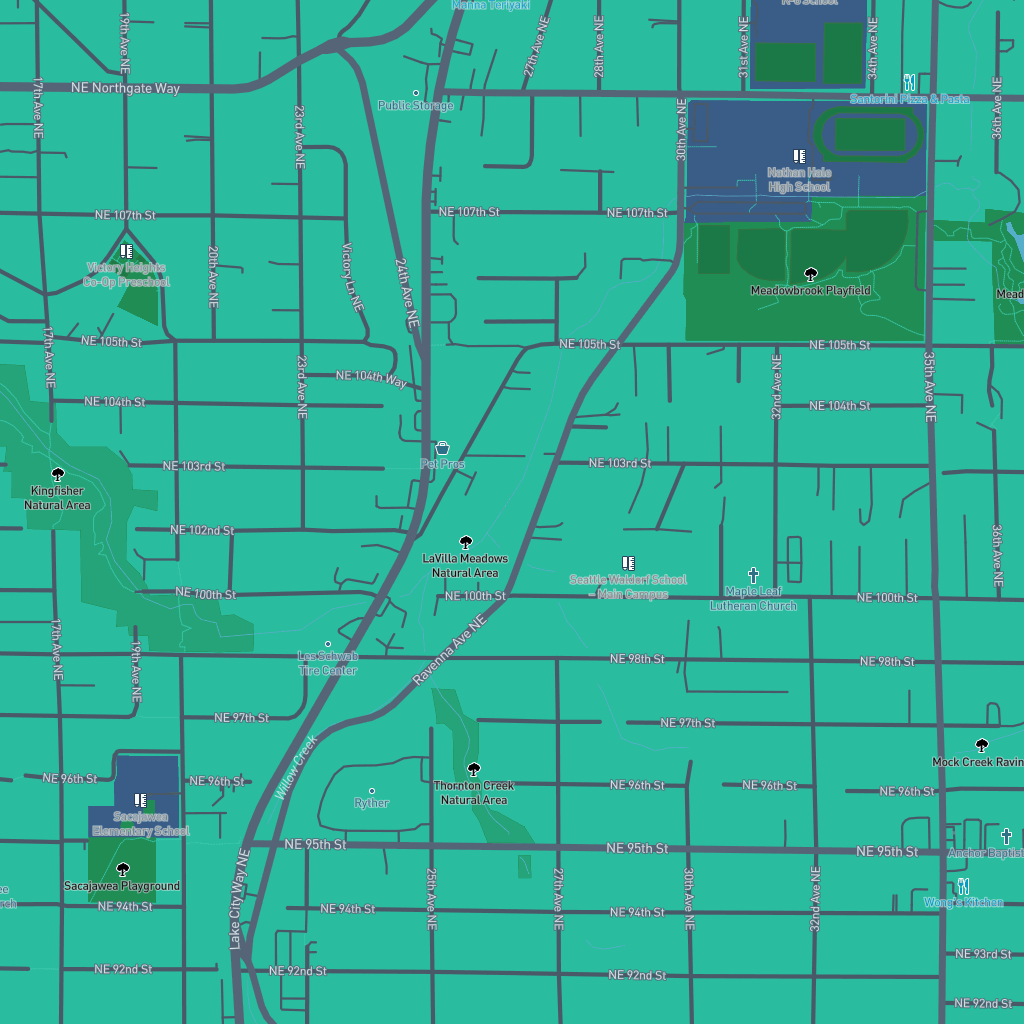 Manna Teriyaki
K-8 School
19th Ave NE
27th Ave NE
28th Ave NE
31st Ave NE
34th Ave NE
NE Northgate Way
17th Ave NE
23rd Ave NE
Public Storage
Santorini Pizza & Pasta
30th Ave NE
36th Ave NE
Nathan Hale
High School
NE 107th St
NE 107th St
NE 107th St
Victory Heights
Co-Op Preschool
20th Ave NE
Victory Ln NE
24th Ave NE
Meadowbrook Playfield
Mead
17th Ave NE
NE 105th St
NE 105th St
NE 105th St
23rd Ave NE
NE 104th Way
32nd Ave NE
35th Ave NE
NE 104th St
NE 104th St
NE 103rd St
Pet Pros
NE 103rd St
Kingfisher
Natural Area
NE 102nd St
36th Ave NE
LaVilla Meadows
Natural Area
Seattle Waldorf School
– Main Campus
Maple Leaf
Lutheran Church
NE 100th St
NE 100th St
NE 100th St
17th Ave NE
19th Ave NE
Ravenna Ave NE
Les Schwab
Tire Center
NE 98th St
NE 98th St
NE 97th St
NE 97th St
Willow Creek
Mock Creek Ravin
NE 96th St
NE 96th St
Thornton Creek
Natural Area
NE 96th St
NE 96th St
NE 96th St
Ryther
Sacajawea
Elementary School
NE 95th St
NE 95th St
NE 95th St
Anchor Baptist
Lake City Way NE
25th Ave NE
27th Ave NE
30th Ave NE
32nd Ave NE
Sacajawea Playground
ee
rch
Wong's Kitchen
NE 94th St
NE 94th St
NE 94th St
NE 93rd St
NE 92nd St
NE 92nd St
NE 92nd St
NE 92nd St